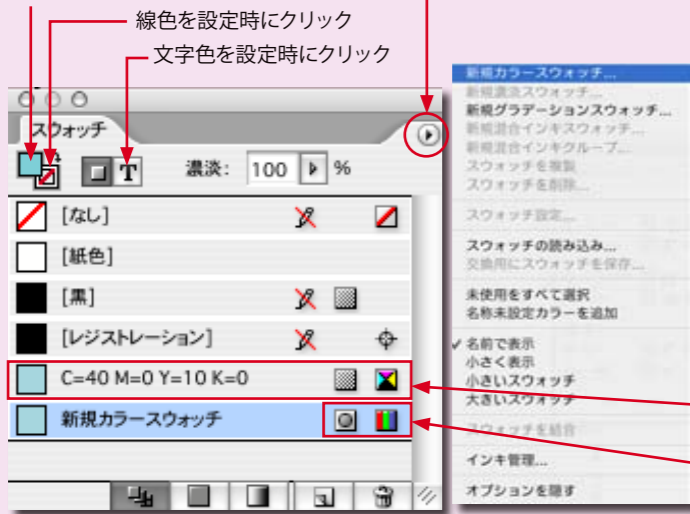 線色を設定時にクリック
文字色を設定時にクリック
スウォッチ
T 濃淡: 100 %
[なし]
[紙色]
[黒]
[レジストレーション]
C=40 M=0 Y=10 K=0
新規カラースウォッチ
新規カラースウォッチ...
新規濃淡スウォッチ...
新規グラデーションスウォッチ...
新規混合インキスウォッチ...
新規混合インキグループ...
スウォッチを複製
スウォッチを削除...
スウォッチ設定...
スウォッチの読み込み...
交換用にスウォッチを保存...
未使用をすべて選択
名称未設定カラーを追加
名前で表示
小さく表示
小さいスウォッチ
大きいスウォッチ
スウォッチを結合
インキ管理...
オプションを隠す